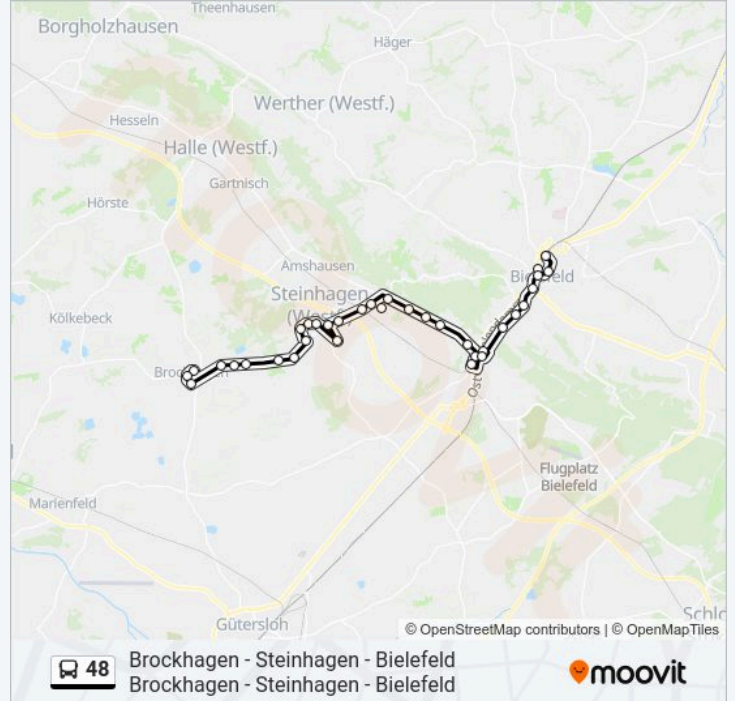 Theenhausen
Borgholzhausen
Häger
Werther (Westf.)
Hesseln
Halle (Westf.)
Gartnisch
Hörste
Amshausen
Steinhagen
(Westf.)
Kölkebeck
Flugplatz
Bielefeld
Marienfeld
Gütersloh
© OpenStreetMap contributors | © OpenMapTiles
48
Brockhagen - Steinhagen - Bielefeld
Brockhagen - Steinhagen - Bielefeld
moovit